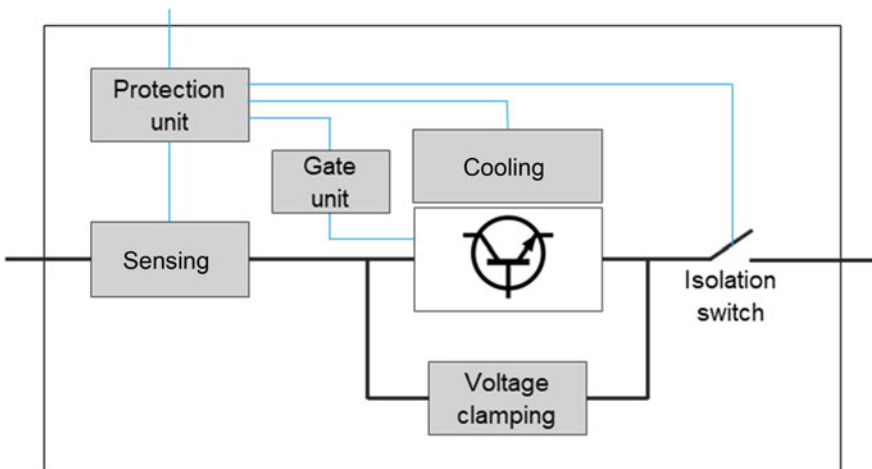 Protection
unit
Gate
unit
Cooling
Sensing
Isolation
switch
Voltage
clamping